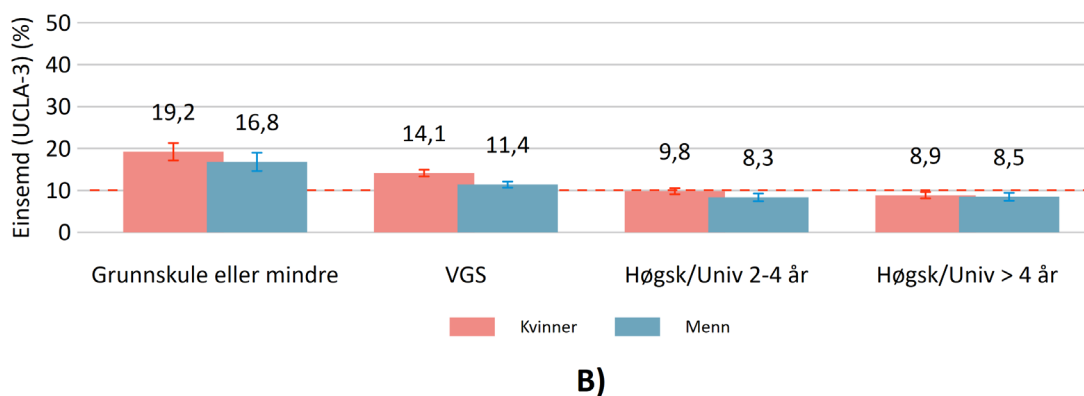 Einsemd (UCLA-3) (%)
50
40
30
20
10
0
19,2
16,8
14,1
11,4
9,8
8,3
8,9
8,5
Grunnskule eller mindre
VGS
Høgsk/Univ 2-4 år
Høgsk/Univ > 4 år
Kvinner
Menn
B)